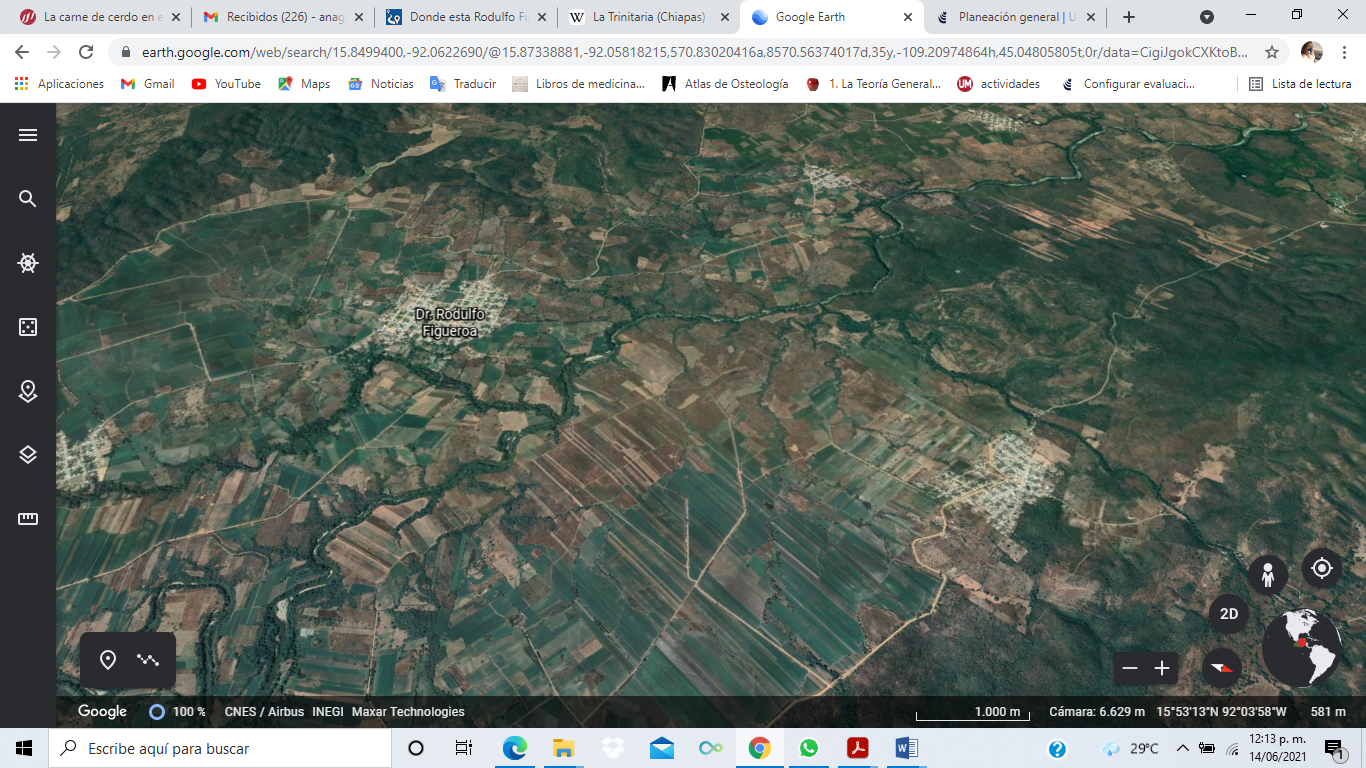 La carne de cerdo en e
Recibidos (226) - anag
Donde esta Rodulfo Fi
La Trinitaria (Chiapas) -
Google Earth
Planeación general | U
earth.google.com/web/search/15.8499400,-92.0622690/@15.87338881,-92.05818215,570.83020416a,8570.56374017d,35y,-109.20974864h,45.04805805t,0r/data=CigiJgokCXKtoB...
Aplicaciones
Gmail
YouTube
Maps
Noticias
Traducir
Libros de medicina...
Atlas de Osteología
1. La Teoría General...
UM
actividades
Configurar evaluaci...
Lista de lectura
Dr. Rodulfo
Figueroa
2D
Google
100 %
CNES / Airbus INEGI Maxar Technologies
1.000 m
Cámara: 6.629 m
15°53'13"N 92°03'58"W
581 m
Escribe aquí para buscar
29°C
12:13 p. m.
14/06/2021
1